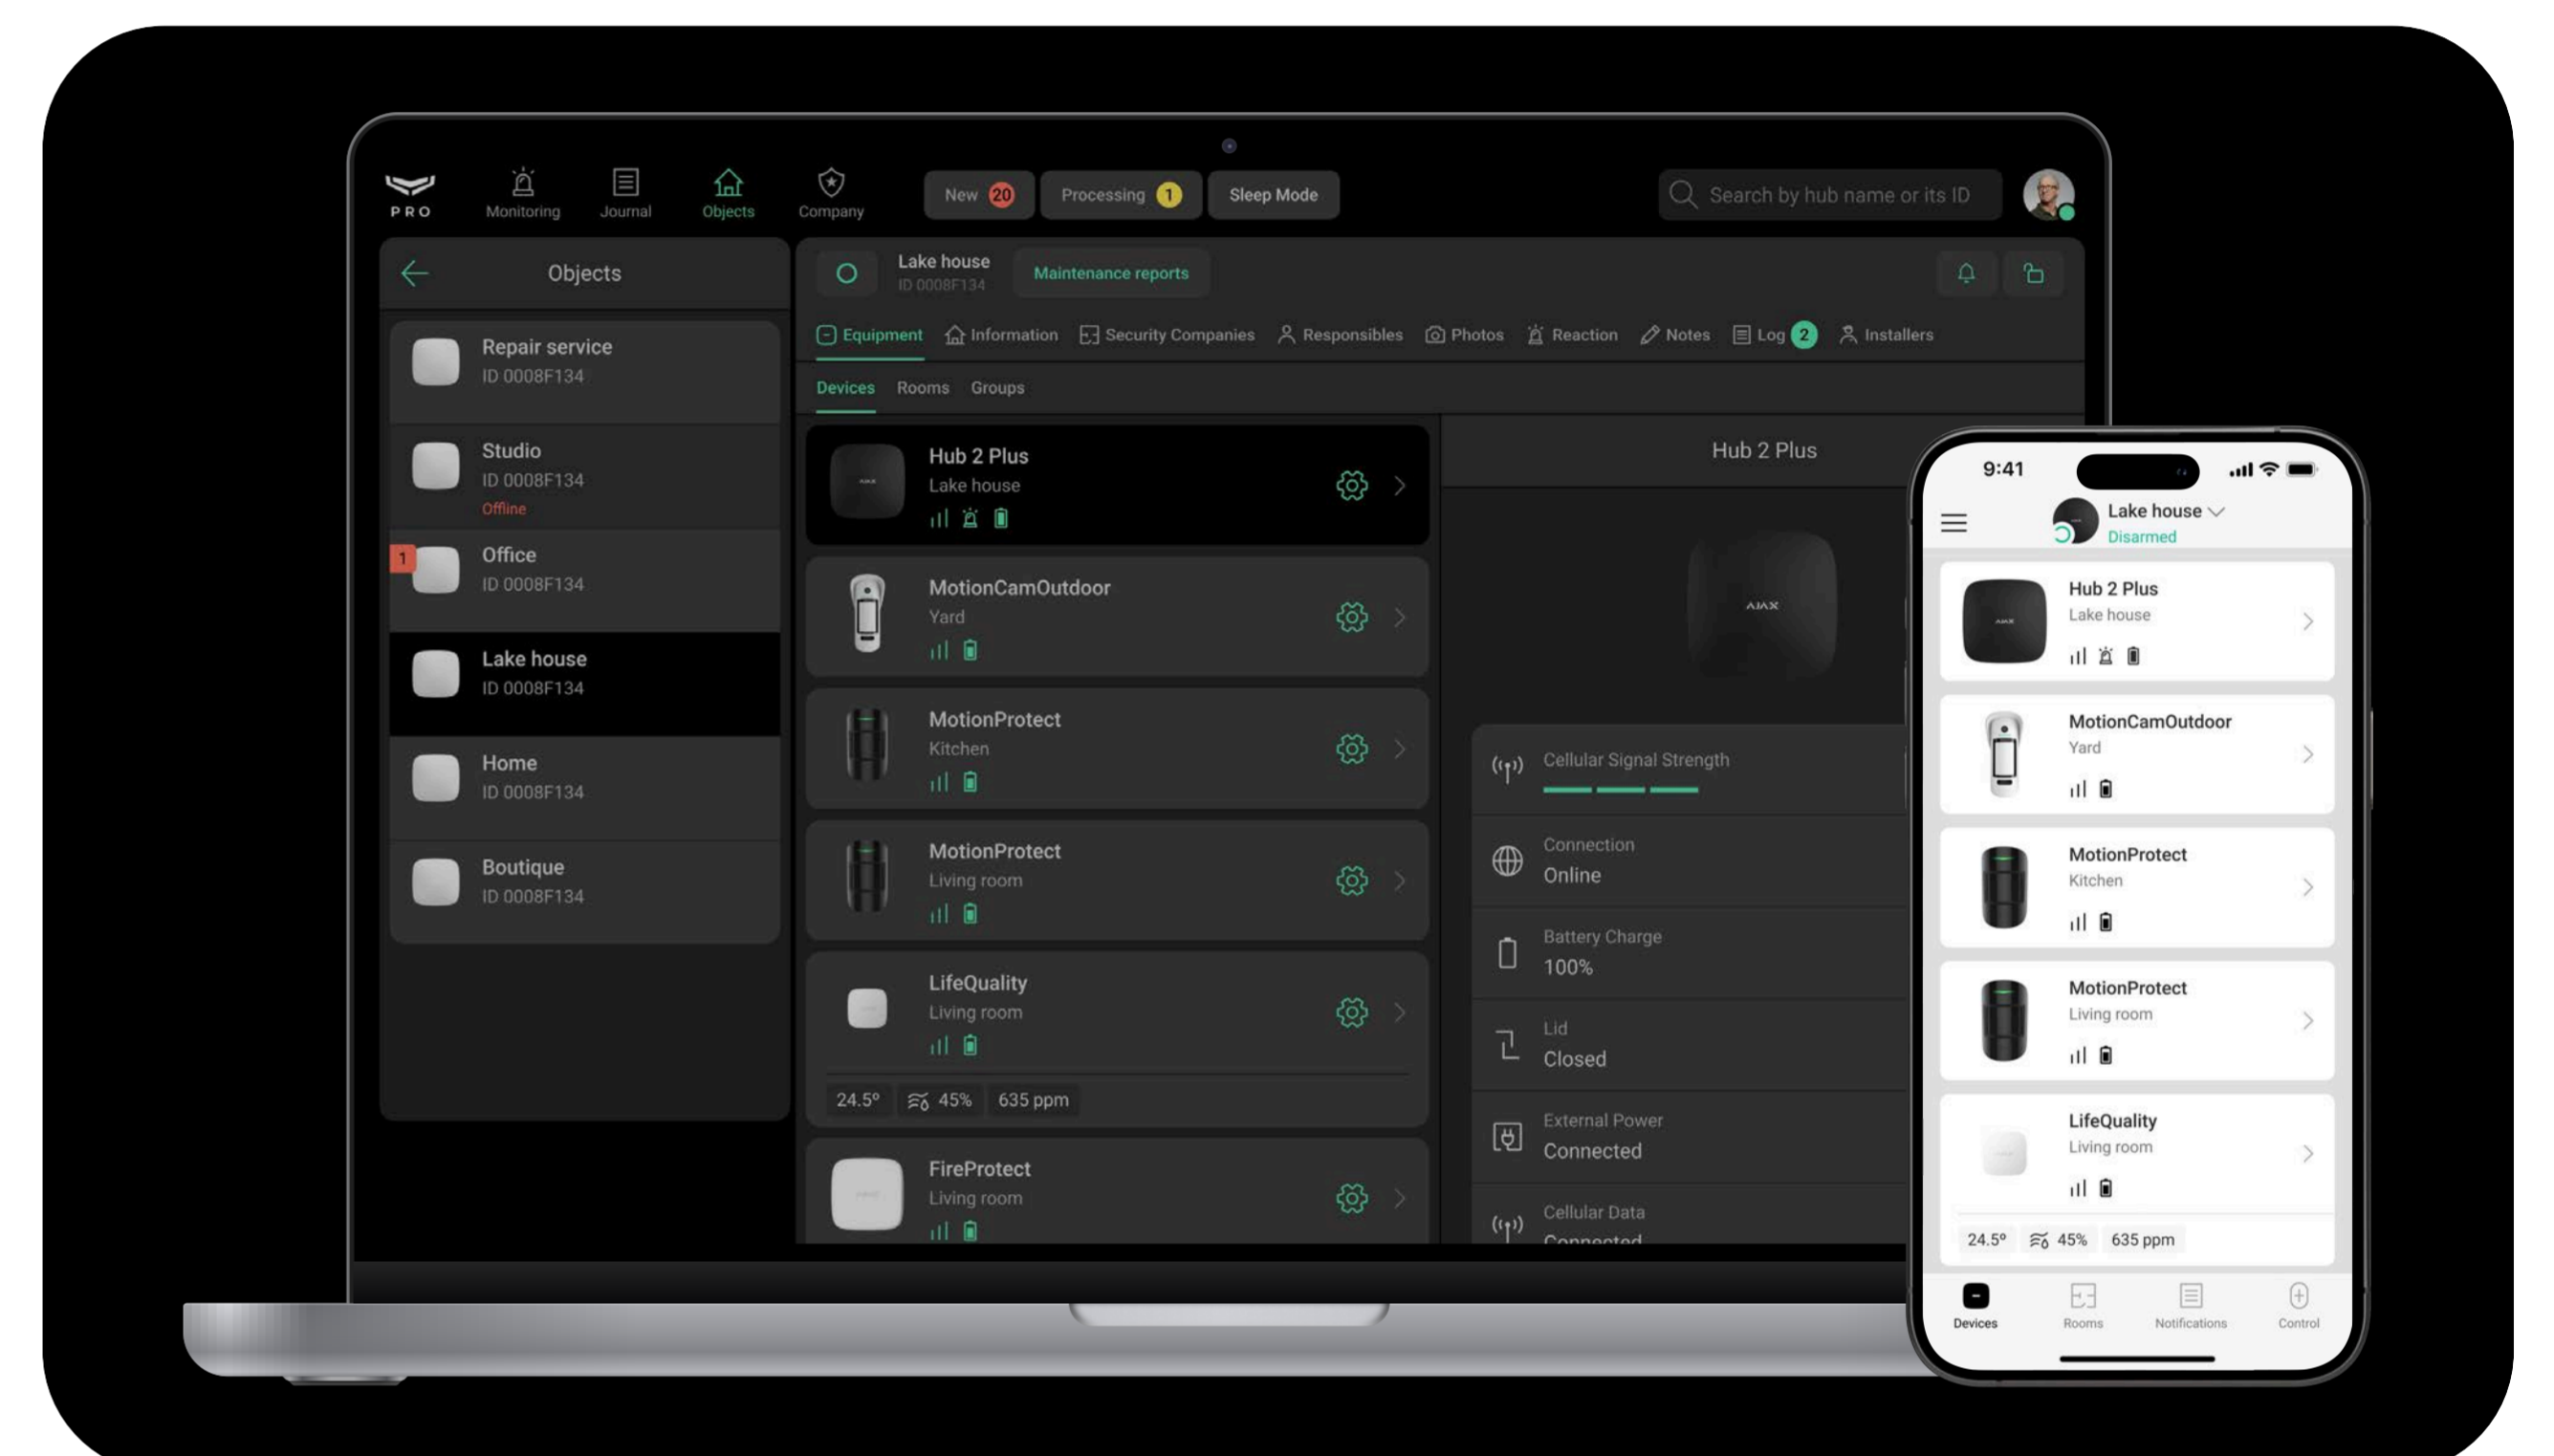 PRO
Monitoring
Journal
Objects
Company
New 20
Processing 1
Sleep Mode
Search by hub name or its ID
Objects
Repair service
ID 0008F134
Studio
ID 0008F134
Offline
1
Office
ID 0008F134
Lake house
ID 0008F134
Home
ID 0008F134
Boutique
ID 0008F134
Lake house
ID 0008F134
Maintenance reports
Equipment
Information
Security Companies
Responsibles
Photos
Reaction
Notes
Log 2
Installers
Devices
Rooms
Groups
AJAX
Hub 2 Plus
Lake house
MotionCamOutdoor
Yard
MotionProtect
Kitchen
MotionProtect
Living room
LifeQuality
Living room
24.5°
45%
635 ppm
FireProtect
Living room
Hub 2 Plus
AJAX
Cellular Signal Strength
Connection
Online
Battery Charge
100%
Lid
Closed
External Power
Connected
Cellular Data
Connected
9:41
Lake house
Disarmed
AJAX
Hub 2 Plus
Lake house
MotionCamOutdoor
Yard
MotionProtect
Kitchen
MotionProtect
Living room
LifeQuality
Living room
24.5°
45%
635 ppm
Devices
Rooms
Notifications
Control